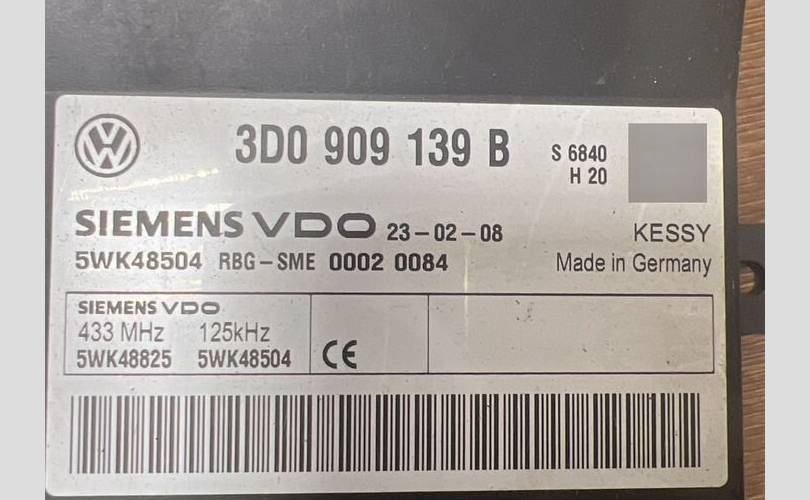 3D0 909 139 B
S 6840
H 20
SIEMENS VDO 23-02-08
KESSY
5WK48504 RBG-SME 0002 0084
Made in Germany
SIEMENS VDO
433 MHz 125kHz
5WK48825 5WK48504
CE